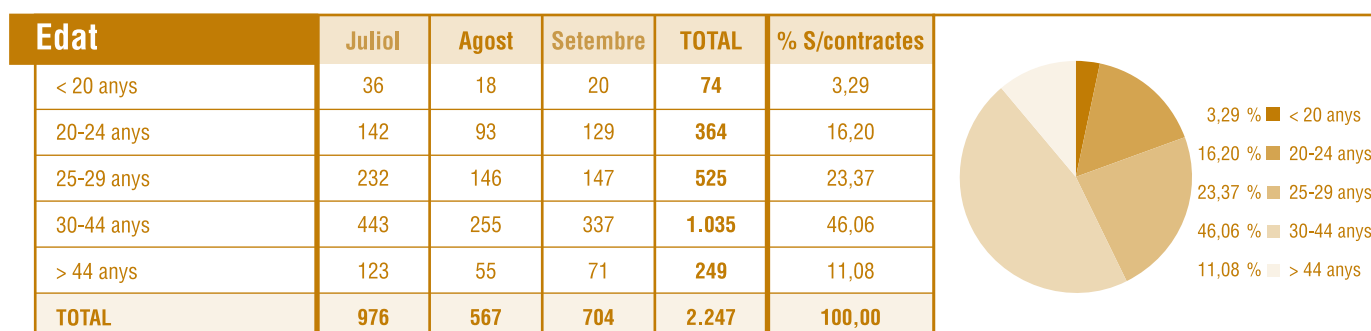 Edat Juliol Agost Setembre TOTAL % S/contractes
< 20 anys 36 18 20 74 3,29
20-24 anys 142 93 129 364 16,20
25-29 anys 232 146 147 525 23,37
30-44 anys 443 255 337 1.035 46,06
> 44 anys 123 55 71 249 11,08
TOTAL 976 567 704 2.247 100,00
3,29 % < 20 anys
16,20 % 20-24 anys
23,37 % 25-29 anys
46,06 % 30-44 anys
11,08 % > 44 anys